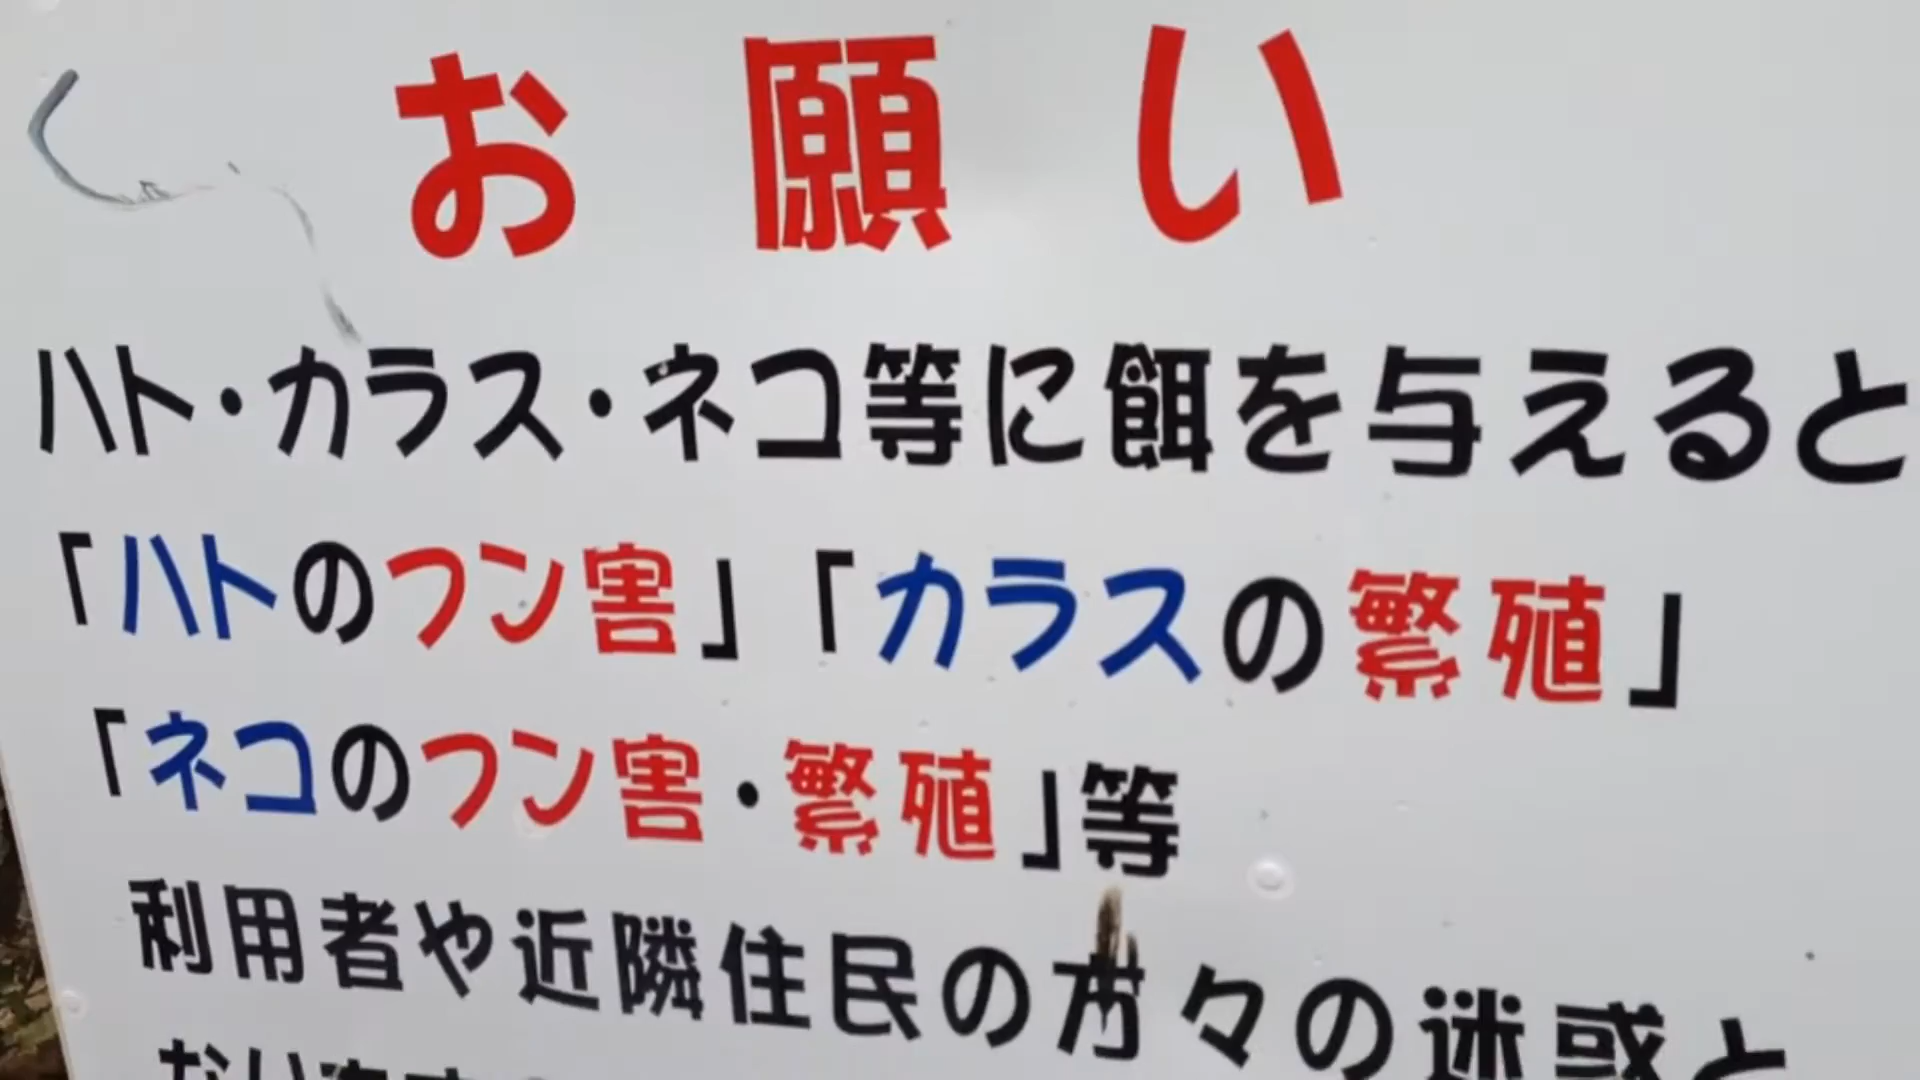 お願い
ハト・カラス・ネコ等に餌を与えると
「ハトのフン害」「カラスの繁殖」
「ネコのフン害・繁殖」等
利用者や近隣住民の方々の迷惑と